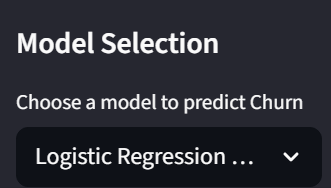 Model Selection
Choose a model to predict Churn
Logistic Regression ...